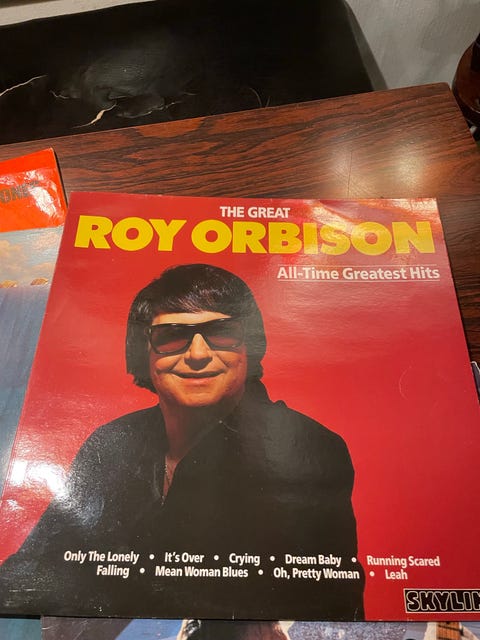 THE GREAT
ROY ORBISON
All-Time Greatest Hits
Only The Lonely • It's Over • Crying • Dream Baby • Running Scared
Falling • Mean Woman Blues • Oh, Pretty Woman • Leah